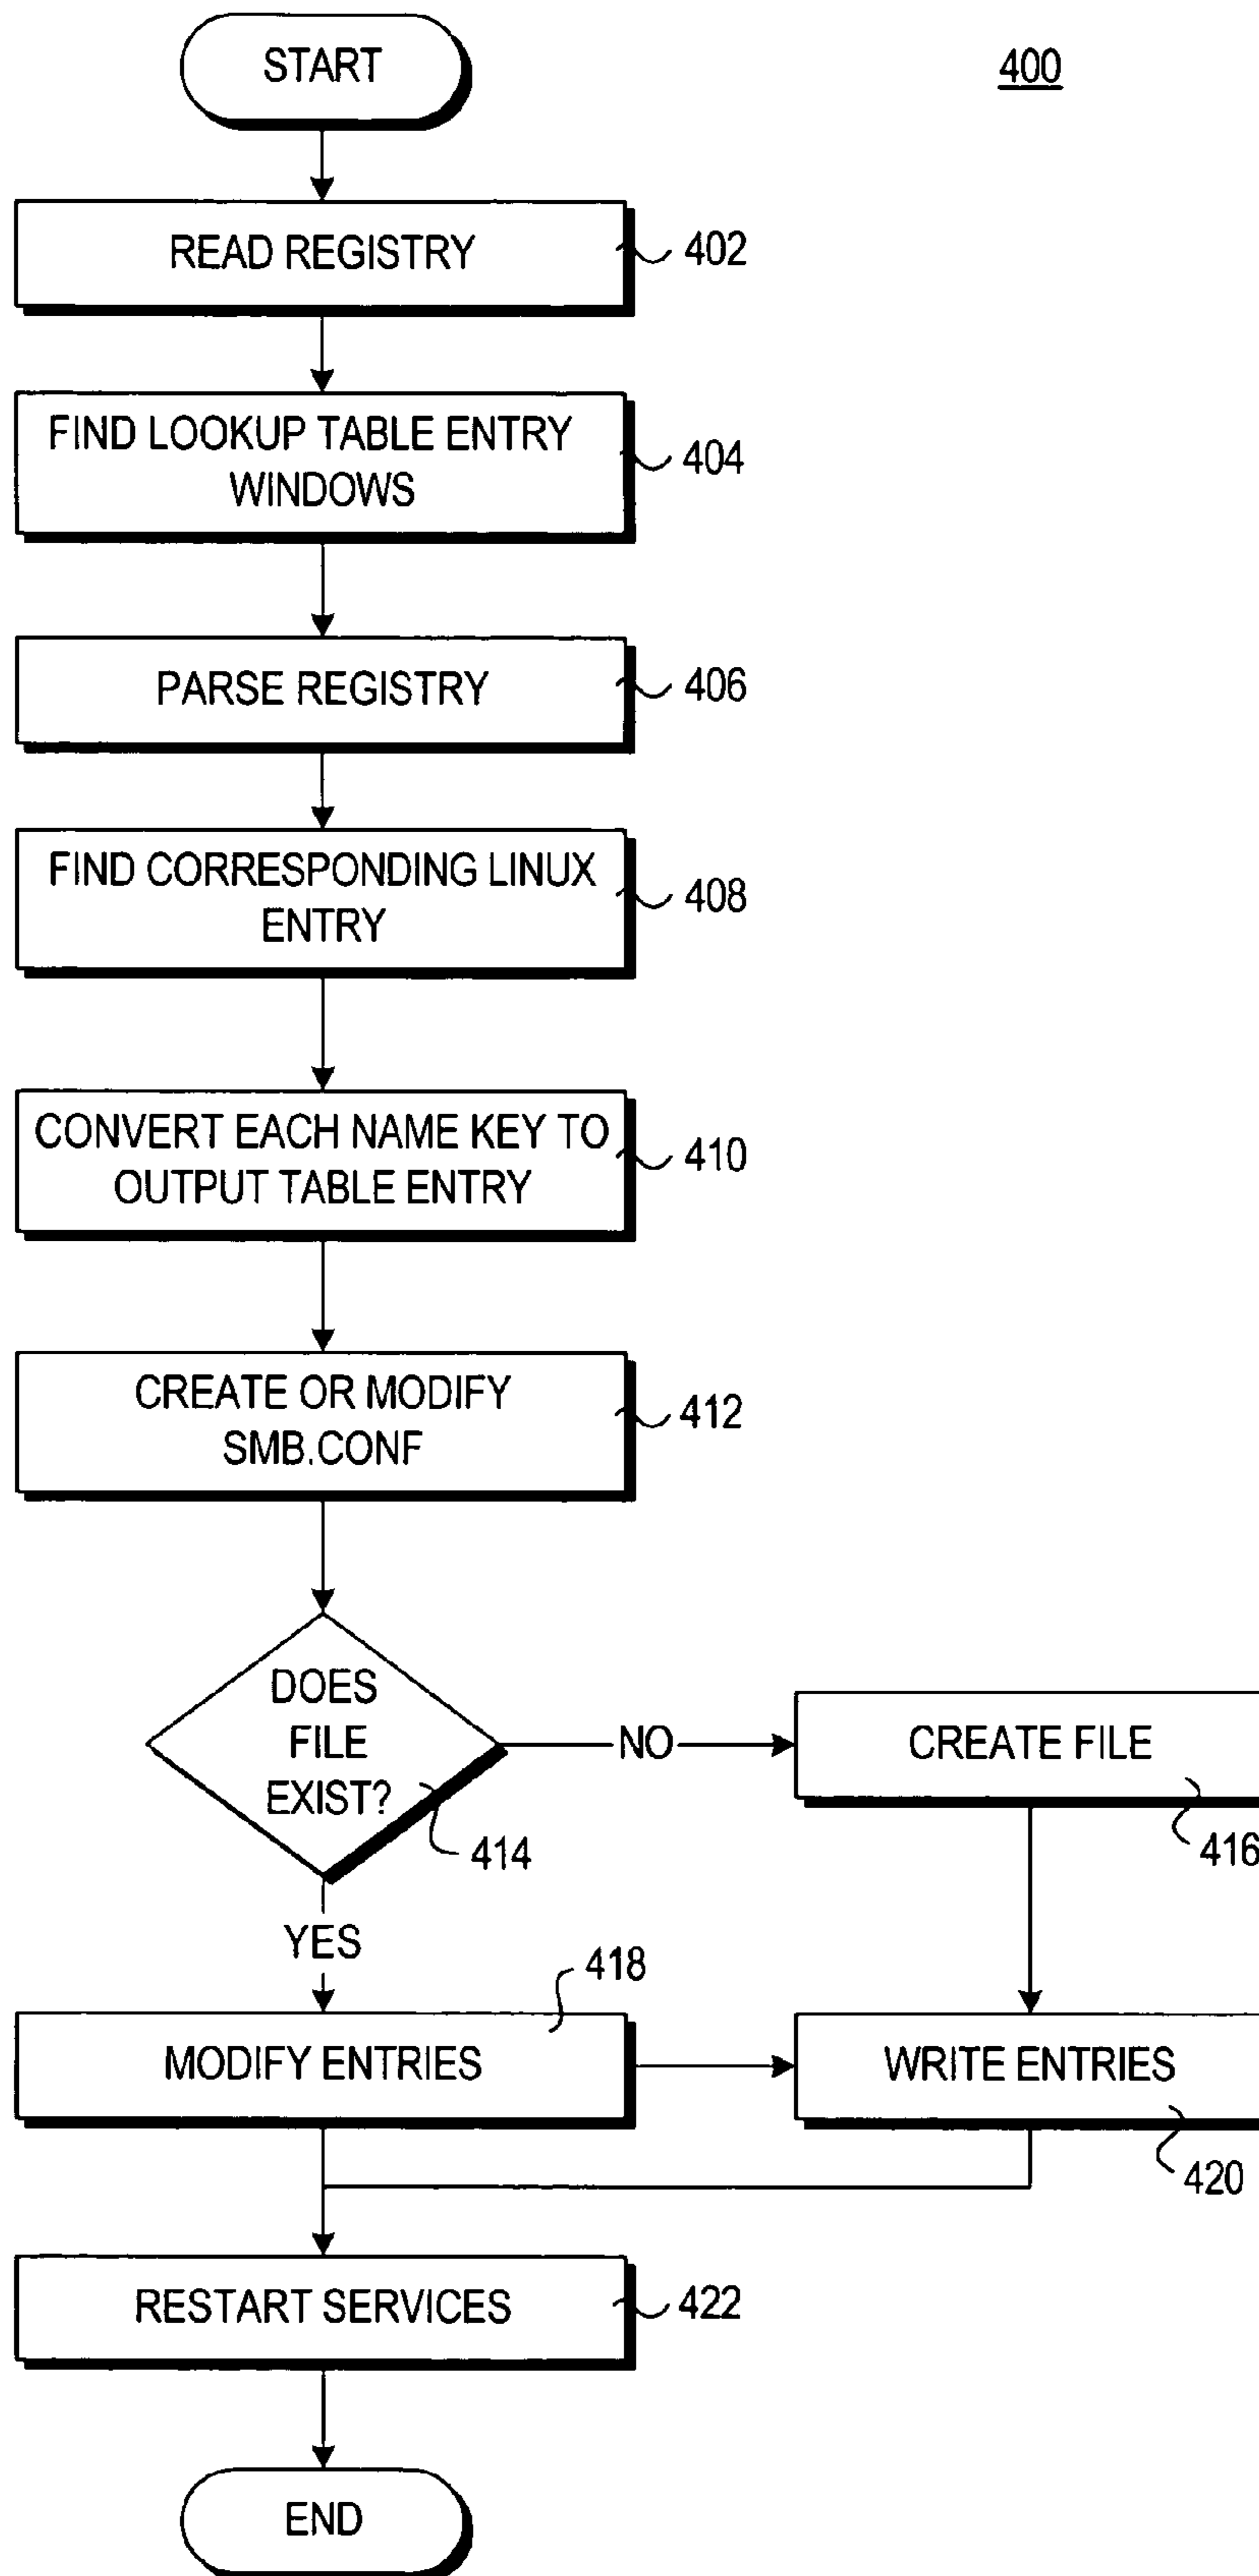 START
400
READ REGISTRY
402
FIND LOOKUP TABLE ENTRY
WINDOWS
404
PARSE REGISTRY
406
FIND CORRESPONDING LINUX
ENTRY
408
CONVERT EACH NAME KEY TO
OUTPUT TABLE ENTRY
410
CREATE OR MODIFY
SMB.CONF
412
DOES
FILE
EXIST?
414
NO
CREATE FILE
416
YES
418
MODIFY ENTRIES
WRITE ENTRIES
420
RESTART SERVICES
422
END